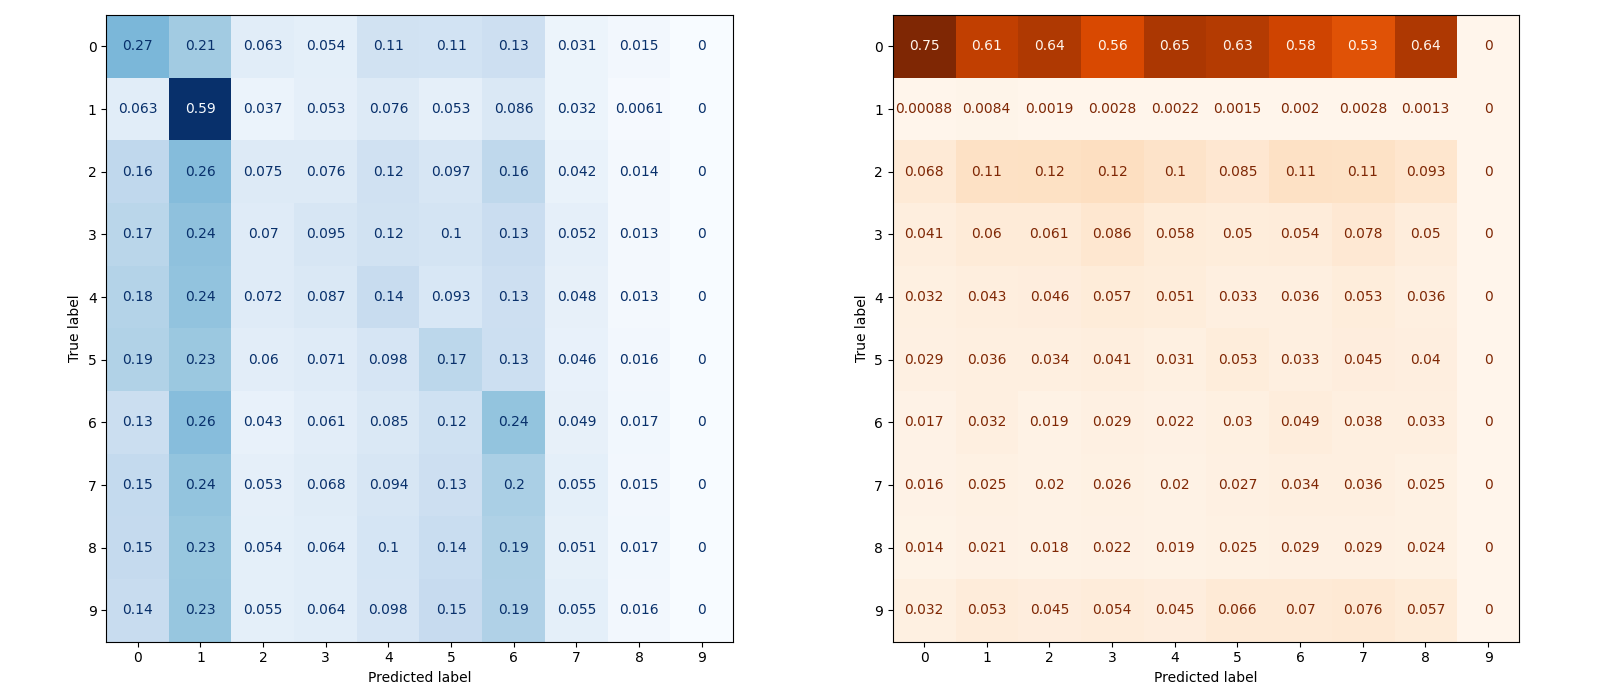 0 0.27 0.21 0.063 0.054 0.11 0.11 0.13 0.031 0.015 0
1 0.063 0.59 0.037 0.053 0.076 0.053 0.086 0.032 0.0061 0
2 0.16 0.26 0.075 0.076 0.12 0.097 0.16 0.042 0.014 0
3 0.17 0.24 0.07 0.095 0.12 0.1 0.13 0.052 0.013 0
4 0.18 0.24 0.072 0.087 0.14 0.093 0.13 0.048 0.013 0
5 0.19 0.23 0.06 0.071 0.098 0.17 0.13 0.046 0.016 0
6 0.13 0.26 0.043 0.061 0.085 0.12 0.24 0.049 0.017 0
7 0.15 0.24 0.053 0.068 0.094 0.13 0.2 0.055 0.015 0
8 0.15 0.23 0.054 0.064 0.1 0.14 0.19 0.051 0.017 0
9 0.14 0.23 0.055 0.064 0.098 0.15 0.19 0.055 0.016 0
0 1 2 3 4 5 6 7 8 9
Predicted label
True label
0 0.75 0.61 0.64 0.56 0.65 0.63 0.58 0.53 0.64 0
1 0.00088 0.0084 0.0019 0.0028 0.0022 0.0015 0.002 0.0028 0.0013 0
2 0.068 0.11 0.12 0.12 0.1 0.085 0.11 0.11 0.093 0
3 0.041 0.06 0.061 0.086 0.058 0.05 0.054 0.078 0.05 0
4 0.032 0.043 0.046 0.057 0.051 0.033 0.036 0.053 0.036 0
5 0.029 0.036 0.034 0.041 0.031 0.053 0.033 0.045 0.04 0
6 0.017 0.032 0.019 0.029 0.022 0.03 0.049 0.038 0.033 0
7 0.016 0.025 0.02 0.026 0.02 0.027 0.034 0.036 0.025 0
8 0.014 0.021 0.018 0.022 0.019 0.025 0.029 0.029 0.024 0
9 0.032 0.053 0.045 0.054 0.045 0.066 0.07 0.076 0.057 0
0 1 2 3 4 5 6 7 8 9
Predicted label
True label